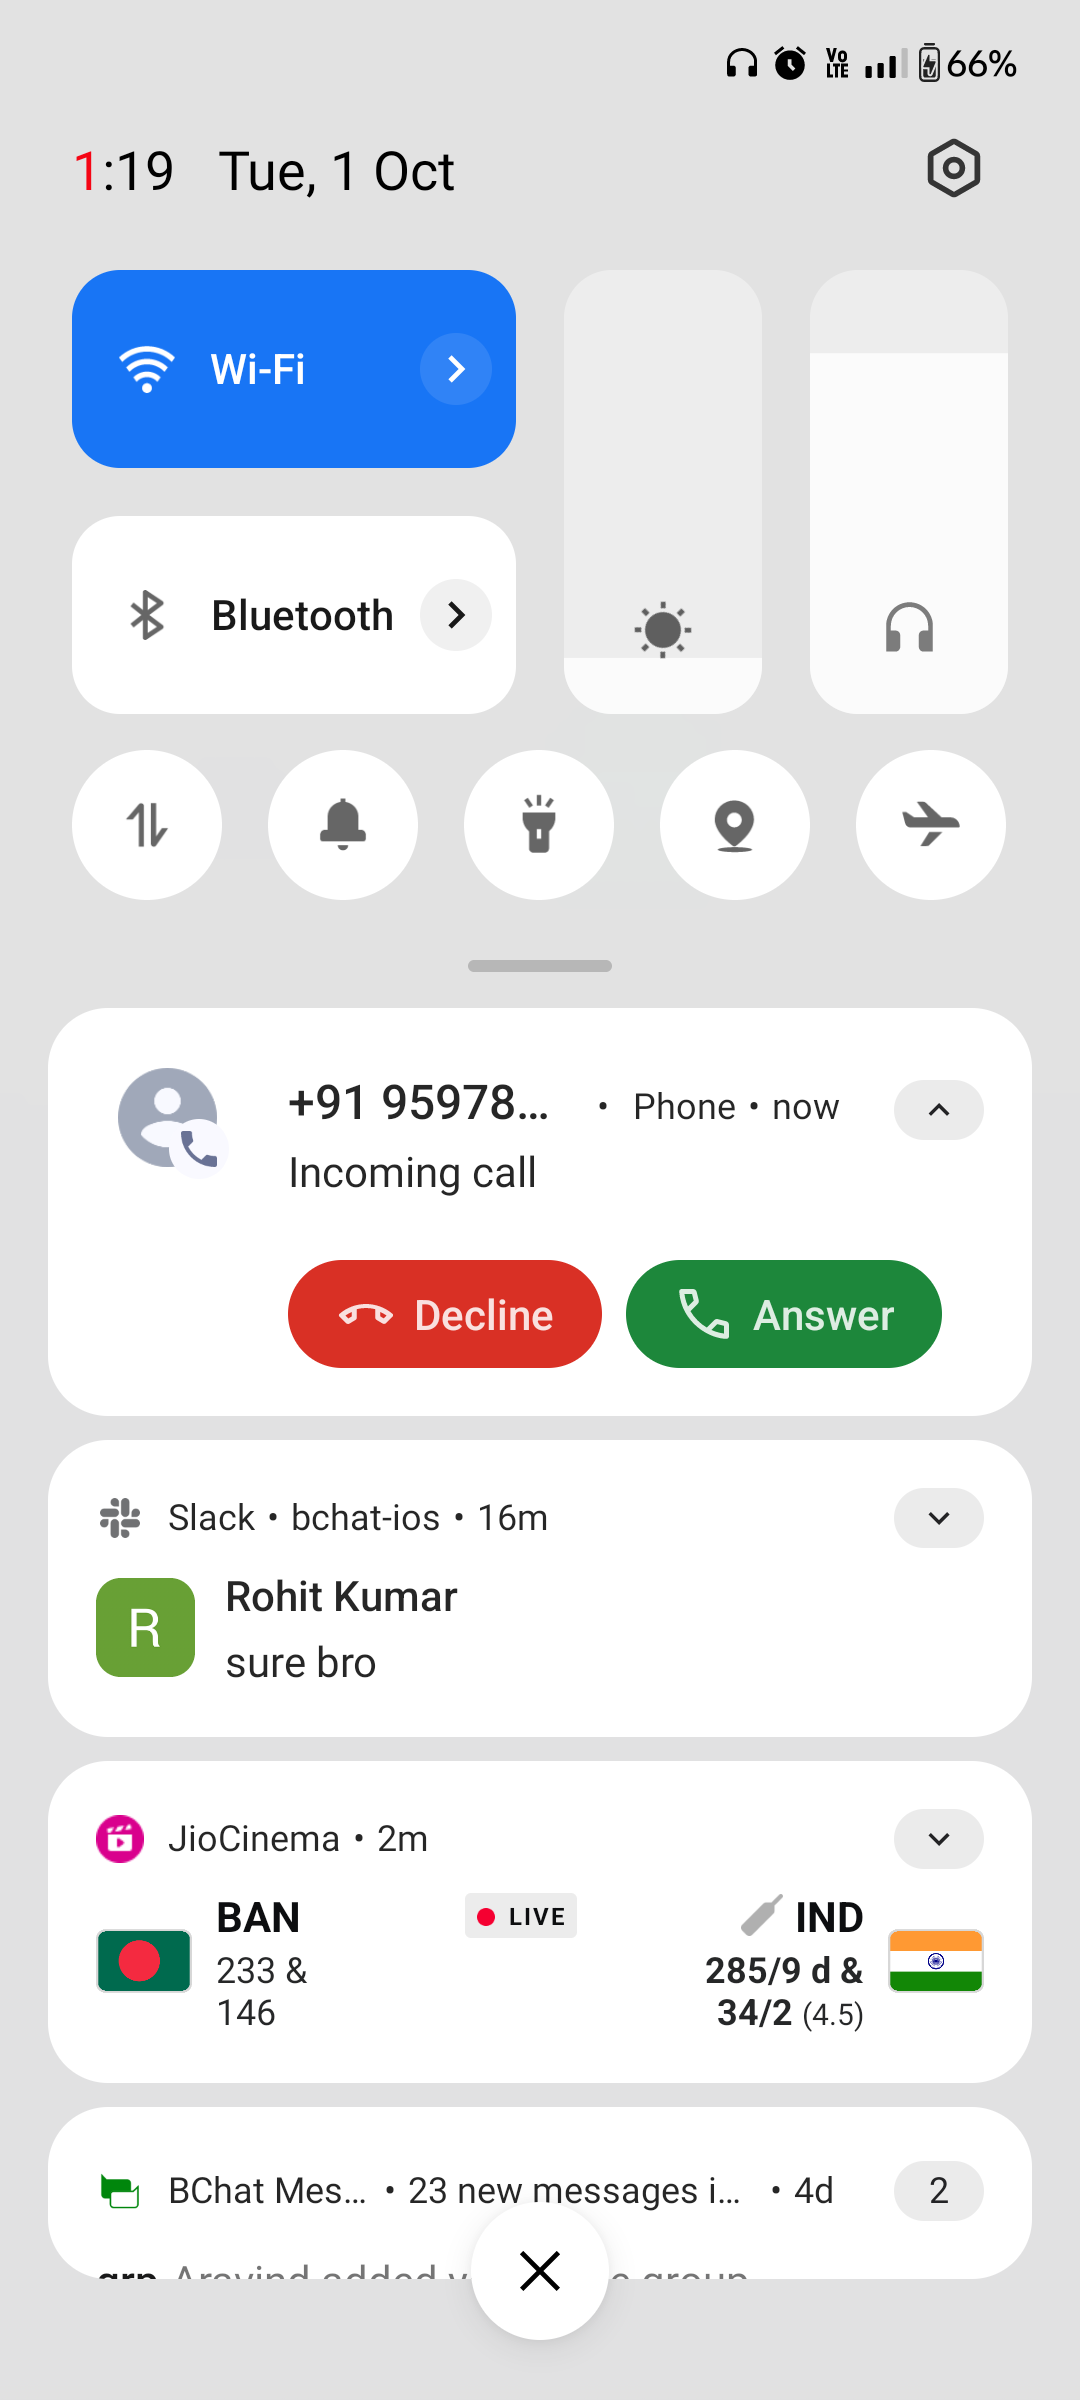 Vo LTE 66%
1:19 Tue, 1 Oct
Wi-Fi
Bluetooth
+91 95978... • Phone • now
Incoming call
Decline
Answer
Slack • bchat-ios • 16m
R
Rohit Kumar
sure bro
JioCinema • 2m
BAN
233 &
146
LIVE
IND
285/9 d &
34/2 (4.5)
BChat Mes... • 23 new messages i... • 4d
2
grp Aravind added group